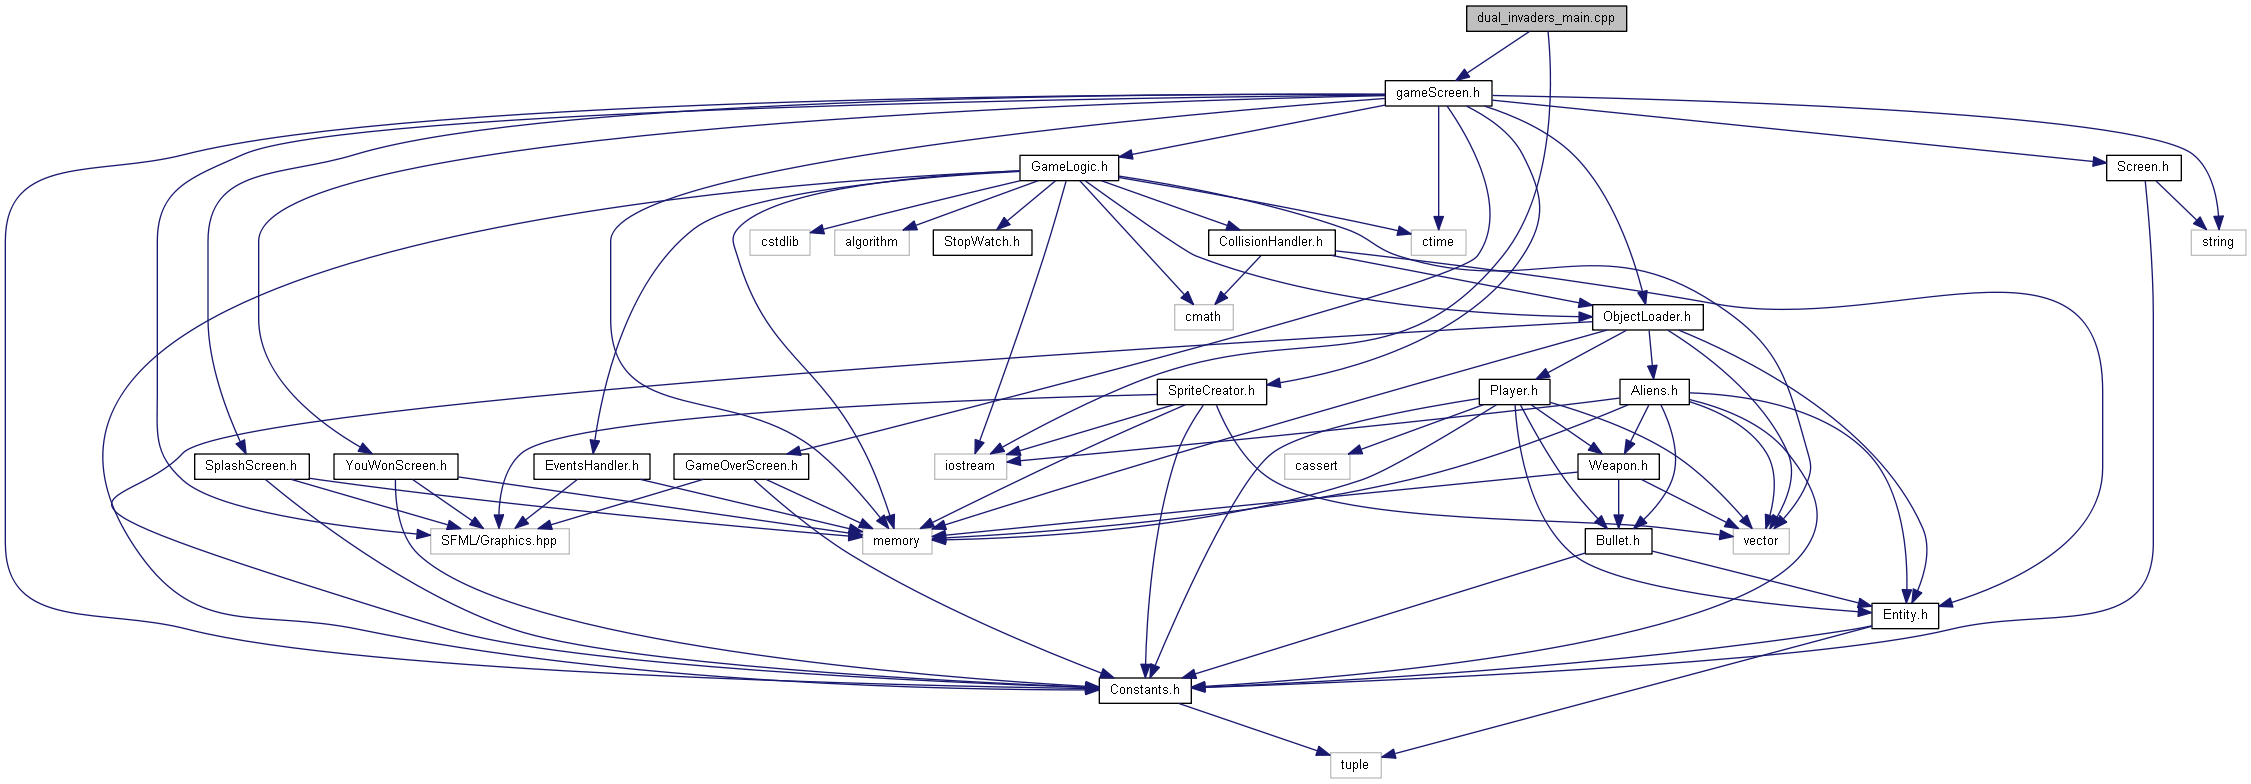 dual_invaders_main.cpp
gameScreen.h
GameLogic.h
Screen.h
cstdlib
algorithm
StopWatch.h
CollisionHandler.h
ctime
string
cmath
ObjectLoader.h
SpriteCreator.h
Player.h
Aliens.h
SplashScreen.h
YouWonScreen.h
EventsHandler.h
GameOverScreen.h
iostream
cassert
Weapon.h
SFML/Graphics.hpp
memory
Bullet.h
vector
Entity.h
Constants.h
tuple